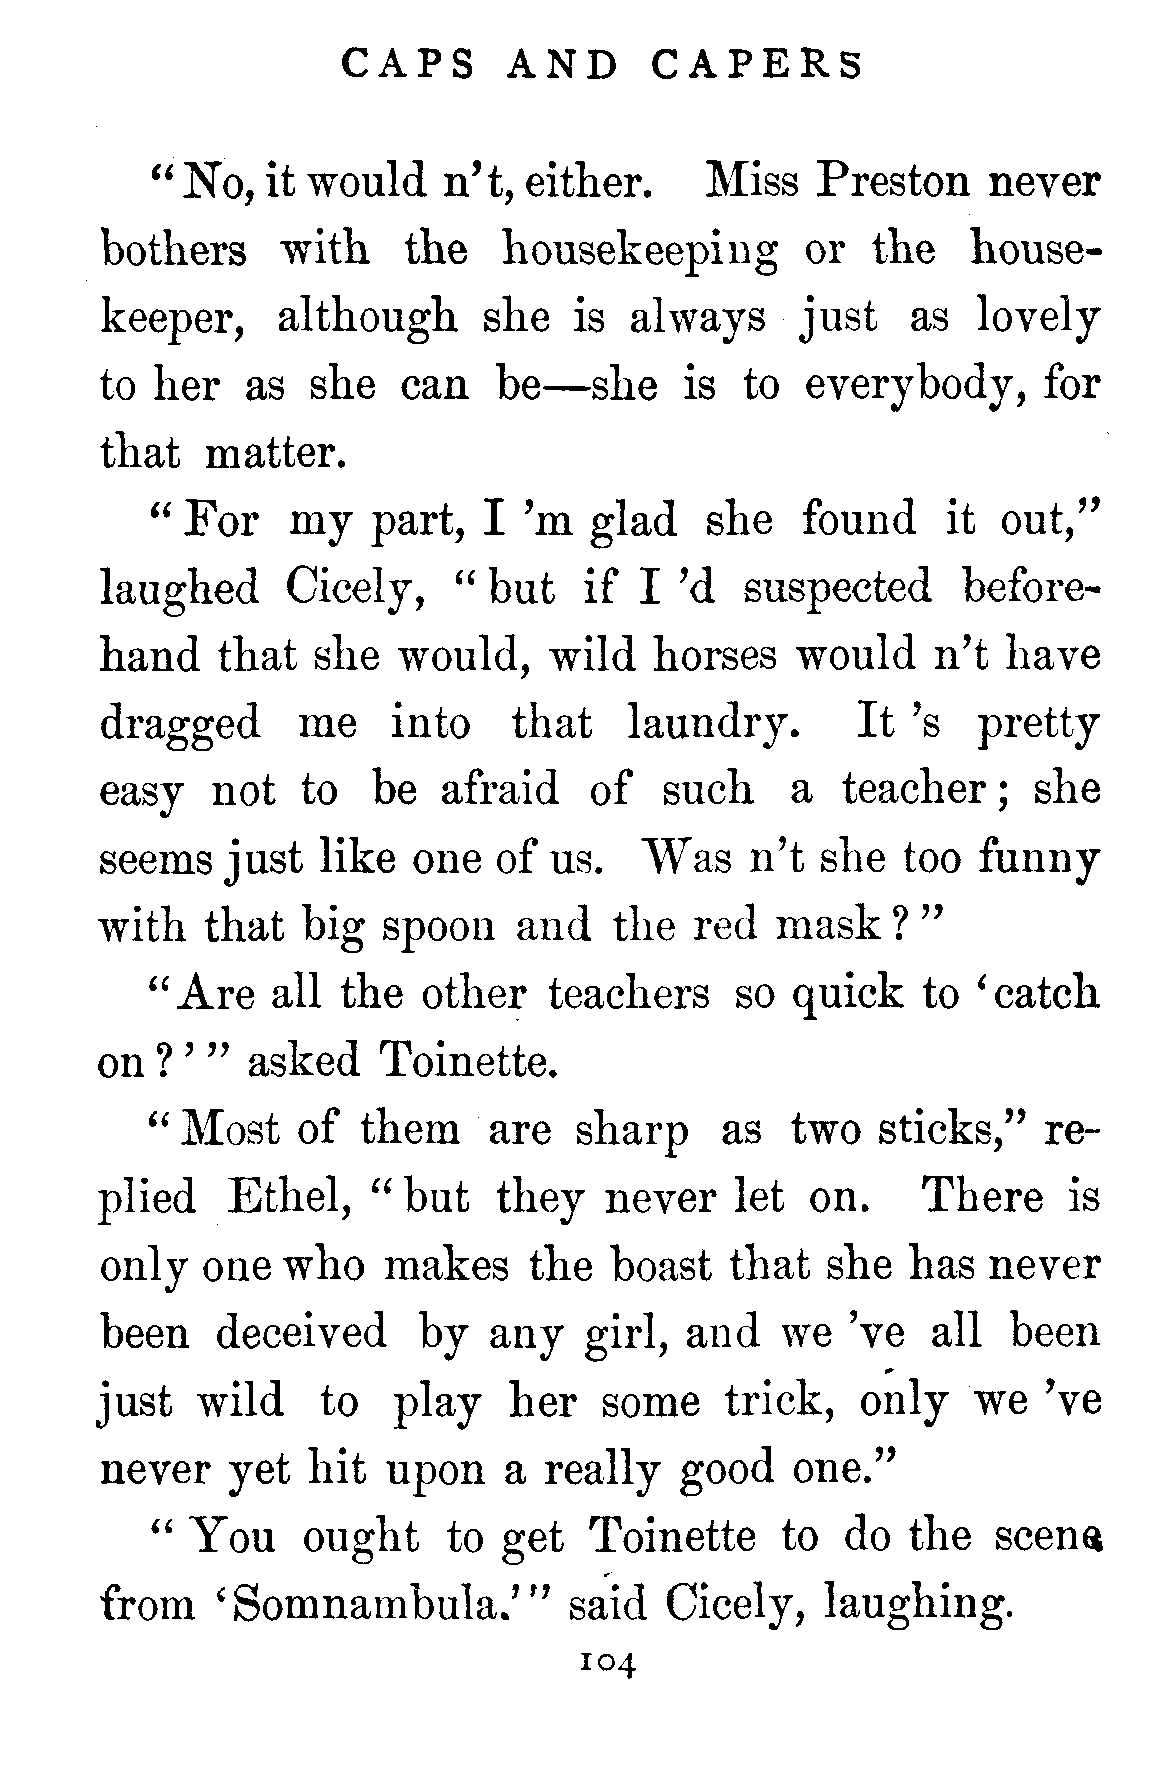 CAPS AND CAPERS
"No, it would n't, either. Miss Preston never
bothers with the housekeeping or the house-
keeper, although she is always just as lovely
to her as she can be—she is to everybody, for
that matter.
"For my part, I 'm glad she found it out,"
laughed Cicely, "but if I 'd suspected before-
hand that she would, wild horses would n't have
dragged me into that laundry. It 's pretty
easy not to be afraid of such a teacher; she
seems just like one of us. Was n't she too funny
with that big spoon and the red mask?"
"Are all the other teachers so quick to 'catch
on?'" asked Toinette.
"Most of them are sharp as two sticks," re-
plied Ethel, "but they never let on. There is
only one who makes the boast that she has never
been deceived by any girl, and we 've all been
just wild to play her some trick, only we 've
never yet hit upon a really good one."
"You ought to get Toinette to do the scene
from 'Somnambula.'" said Cicely, laughing.
104